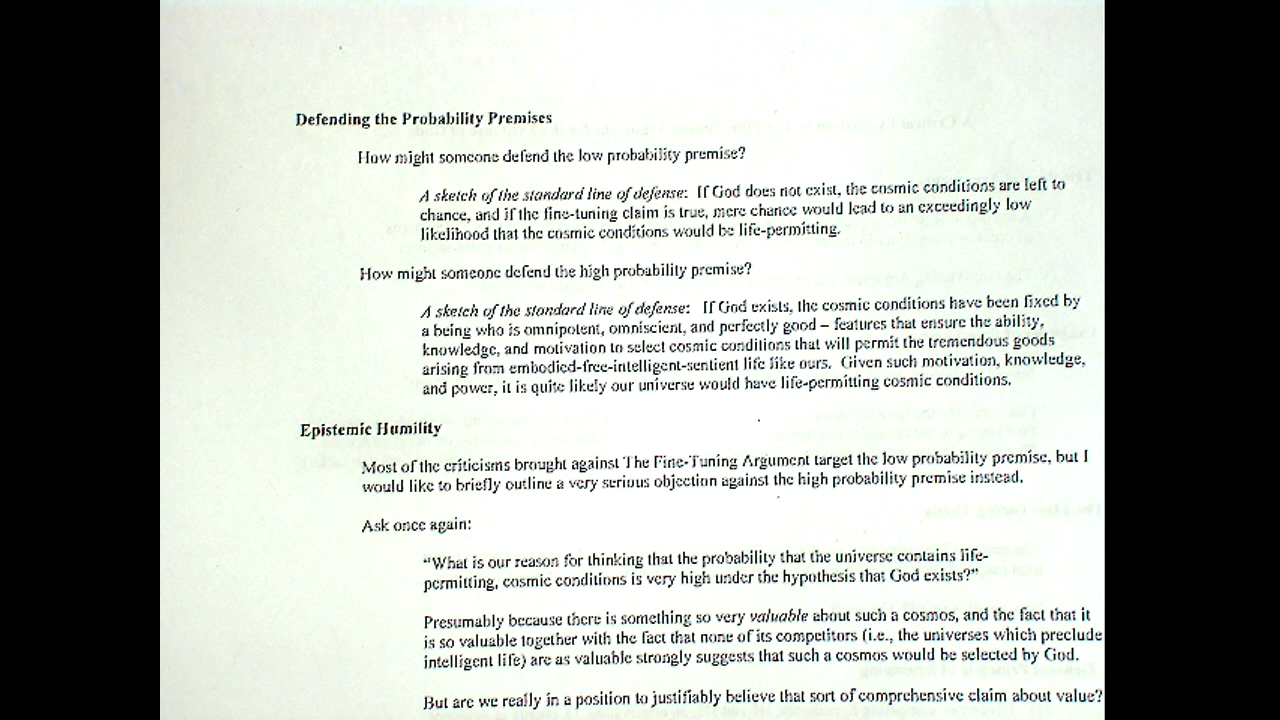 Defending the Probability Premises
How might someone defend the low probability premise?
A sketch of the standard line of defense: If God does not exist, the cosmic conditions are left to
chance, and if the fine-tuning claim is true, mere chance would lead to an exceedingly low
likelihood that the cosmic conditions would be life-permitting.
How might someone defend the high probability premise?
A sketch of the standard line of defense: If God exists, the cosmic conditions have been fixed by
a being who is omnipotent, omniscient, and perfectly good – features that ensure the ability,
knowledge, and motivation to select cosmic conditions that will permit the tremendous goods
arising from embodied-free-intelligent-sentient life like ours. Given such motivation, knowledge,
and power, it is quite likely our universe would have life-permitting cosmic conditions.
Epistemic Humility
Most of the criticisms brought against The Fine-Tuning Argument target the low probability premise, but I
would like to briefly outline a very serious objection against the high probability premise instead.
Ask once again:
“What is our reason for thinking that the probability that the universe contains life-
permitting, cosmic conditions is very high under the hypothesis that God exists?”
Presumably because there is something so very valuable about such a cosmos, and the fact that it
is so valuable together with the fact that none of its competitors (i.e., the universes which preclude
intelligent life) are as valuable strongly suggests that such a cosmos would be selected by God.
But are we really in a position to justifiably believe that sort of comprehensive claim about value?